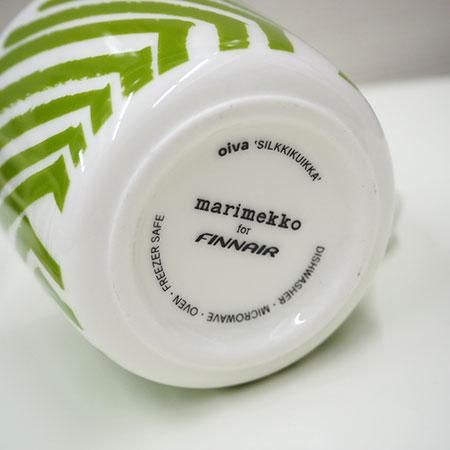 oiva 'SILKKIKUIKKA'
marimekko
for
FINNAIR
DISHWASHER · MICROWAVE · OVEN · FREEZER SAFE